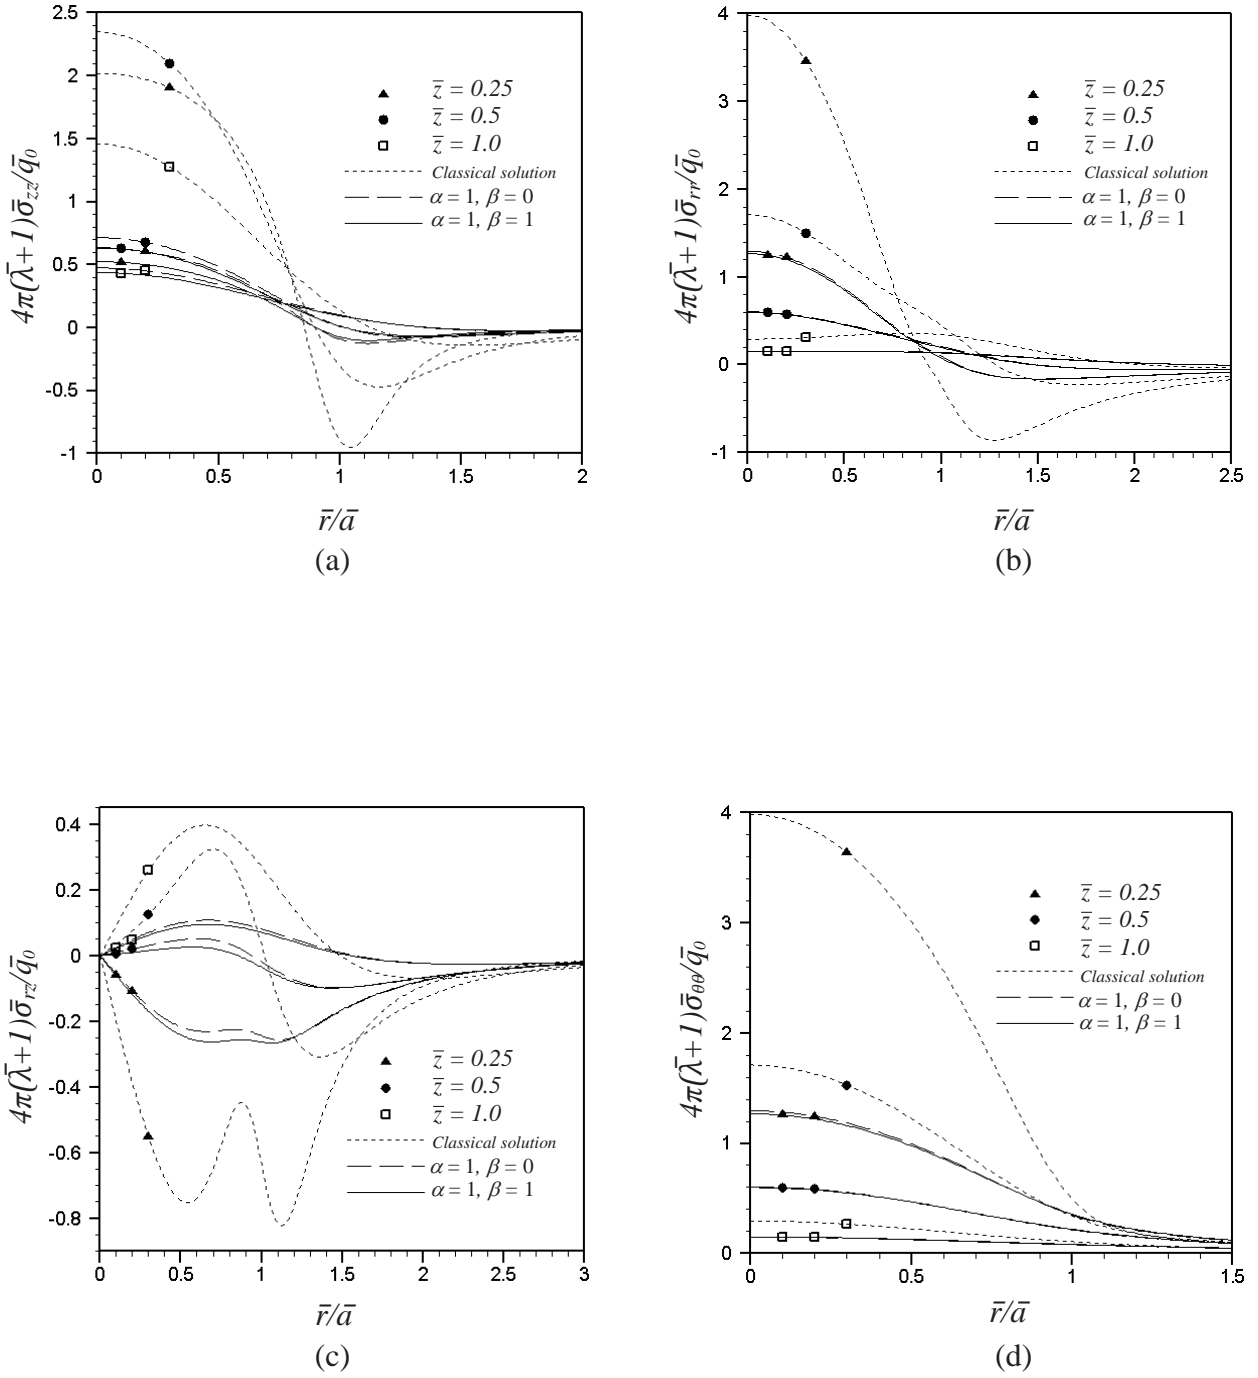 2.5
2
1.5
1
0.5
0
-0.5
-1
0
0.5
1
1.5
2
4π(λ̄+1)σ̄zz/q̄0
z̄ = 0.25
z̄ = 0.5
z̄ = 1.0
Classical solution
α = 1, β = 0
α = 1, β = 1
r̄/ā
(a)
4
3
2
1
0
-1
0
0.5
1
1.5
2
2.5
4π(λ̄+1)σ̄rr/q̄0
z̄ = 0.25
z̄ = 0.5
z̄ = 1.0
Classical solution
α = 1, β = 0
α = 1, β = 1
r̄/ā
(b)
0.4
0.2
0
-0.2
-0.4
-0.6
-0.8
0
0.5
1
1.5
2
2.5
3
4π(λ̄+1)σ̄rz/q̄0
z̄ = 0.25
z̄ = 0.5
z̄ = 1.0
Classical solution
α = 1, β = 0
α = 1, β = 1
r̄/ā
(c)
4
3
2
1
0
0
0.5
1
1.5
4π(λ̄+1)σ̄θθ/q̄0
z̄ = 0.25
z̄ = 0.5
z̄ = 1.0
Classical solution
α = 1, β = 0
α = 1, β = 1
r̄/ā
(d)